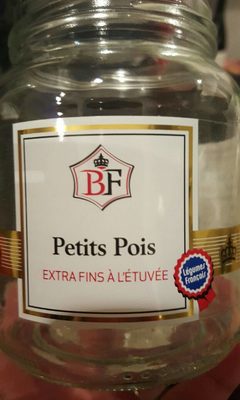 BF
Petits Pois
EXTRA FINS À L'ÉTUVÉE
Légumes
Français